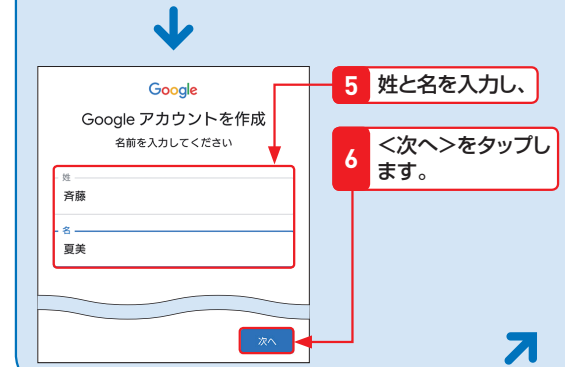 Google
Google アカウントを作成
名前を入力してください
姓
斉藤
名
夏美
次へ
5 姓と名を入力し、
6 <次へ>をタップし
ます。